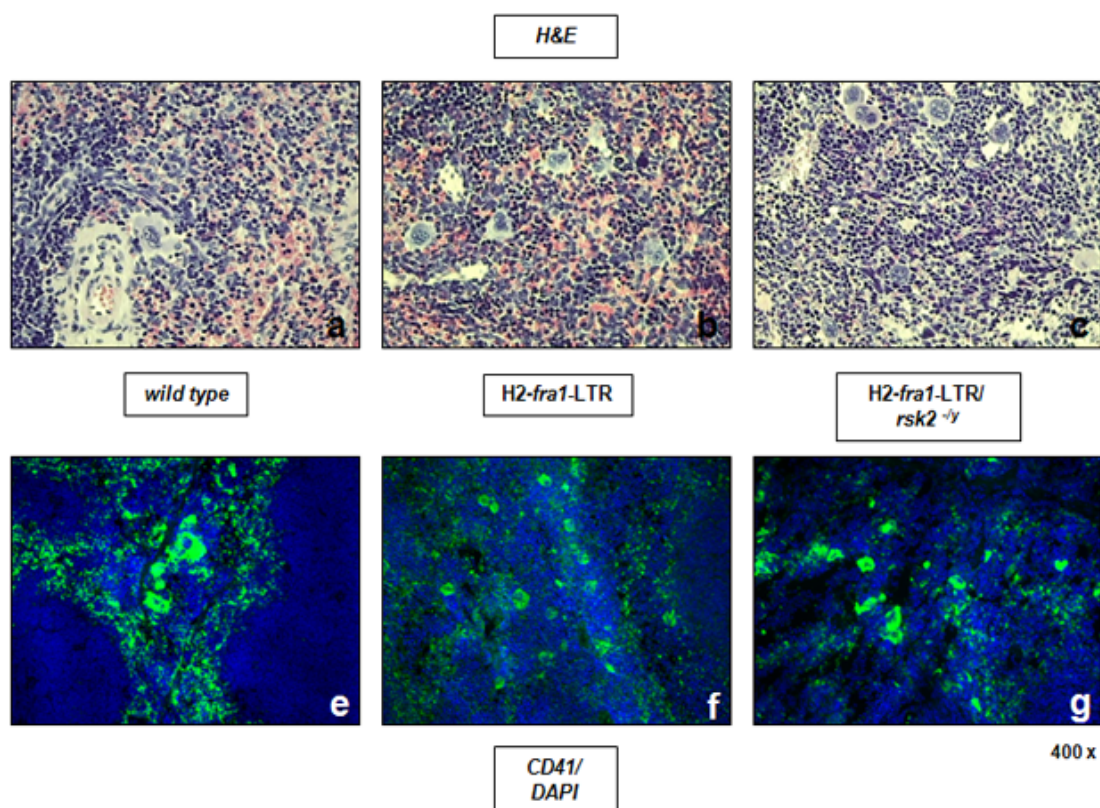 H&E
a
b
c
wild type
H2-fra1-LTR
H2-fra1-LTR/
rsk2 -/y
e
f
g
400 x
CD41/
DAPI